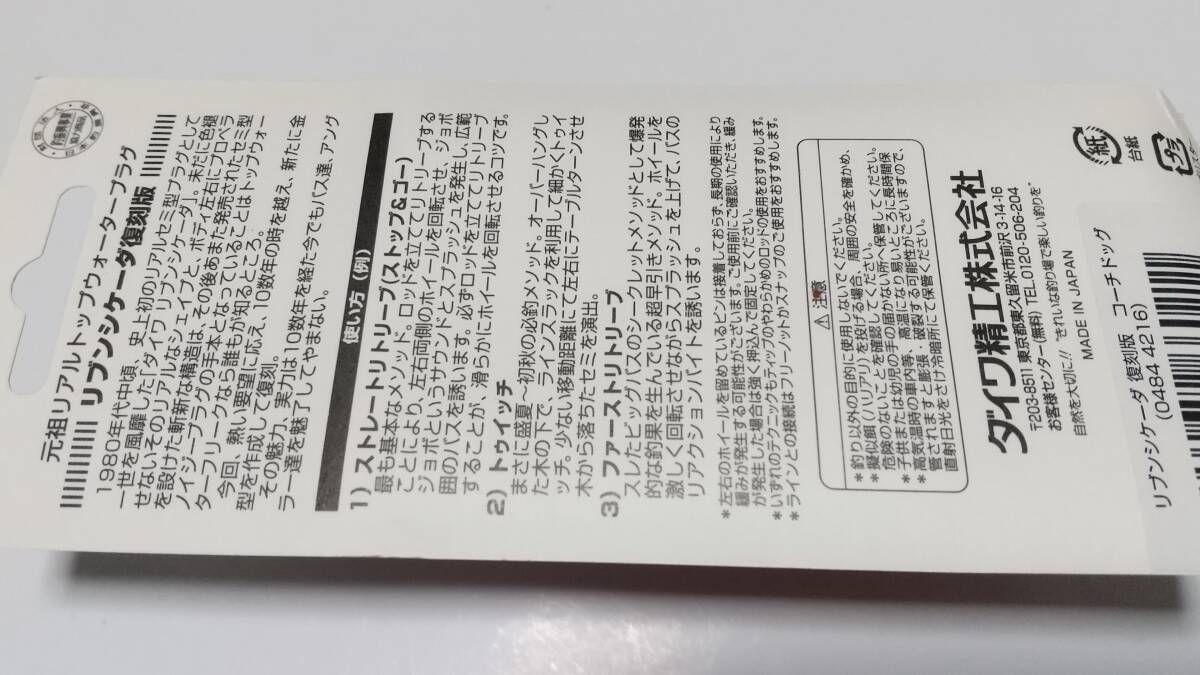 元祖リアルトップウォータープラグ
リブンシケーダ復刻版
1980年代中頃、史上初のリアルセミ型プラグとして
一世を風靡した「ダイワ リブンシケーダ」。未だに色褪
せないそのリアルなシェイプと、ボディ左右にプロペラ
を設けた斬新な構造は、その後あまた発売されたセミ型
ノイジープラグの手本となっていることはトップウォー
ターフリークなら誰もが知るところ。
今回、熱い要望に応え、10数年の時を越え、新たに金
型を作成して復刻。
その魅力、実力は10数年を経た今でもバス達、アング
ラー達を魅了してやまない。
使い方(例)
1) ストレートリトリーブ(ストップ&ゴー)
最も基本なメソッド。ロッドを立ててリトリーブする
ことにより、左右両側のホイールを回転させ、ジョボ
ジョボというサウンドとスプラッシュを発生し、広範
囲のバスを誘います。必ずロッドを立ててリトリーブ
することが、滑らかにホイールを回転させるコツです。
2) トゥイッチ
まさに盛夏〜初秋の必釣メソッド。オーバーハングし
た木の下で、ラインスラックを利用して細かくトゥイ
ッチ。少ない移動距離にて左右にテーブルターンさせ
木から落ちたセミを演出。
3) ファーストリトリーブ
スレたビッグバスのシークレットメソッドとして爆発
的な釣果を生んでいる超早引きメソッド。ホイールを
激しく回転させながらスプラッシュを上げて、バスの
リアクションバイトを誘います。
*左右のホイールを留めているピンは接着しておらず、長期の使用により
緩みが発生する可能性がございます。ご使用前にご確認いただき、緩み
が発生した場合は強く押込んで固定してください。
*いずれのテクニックもティップのやわらかめのロッドの使用をおすすめします。
*ラインとの接続はフリーノットかスナップのご使用をおすすめします。
⚠注意
*釣り以外の目的に使用しないでください。
*擬似餌(ハリ/リアリ)を投げる場合、周囲の安全を確かめ、
危険のないことを確認してください。
*子供または幼児の手の届かない所へ保管してください。
*高気温時の車内等、高温になり易いところに長時間保
管されますと膨張、破裂する可能性がございますので、
直射日光をさけ冷暗所にて保管ください。
ダイワ精工株式会社
〒203-8511 東京都東久留米市前沢3-14-16
お客様センター(無料) TEL.0120-506-204
自然を大切に!! "きれいな釣り場で楽しい釣りを"
MADE IN JAPAN
紙
台紙
プラ
リブンシケーダ 復刻版 コーチドッグ
(0484 4216)